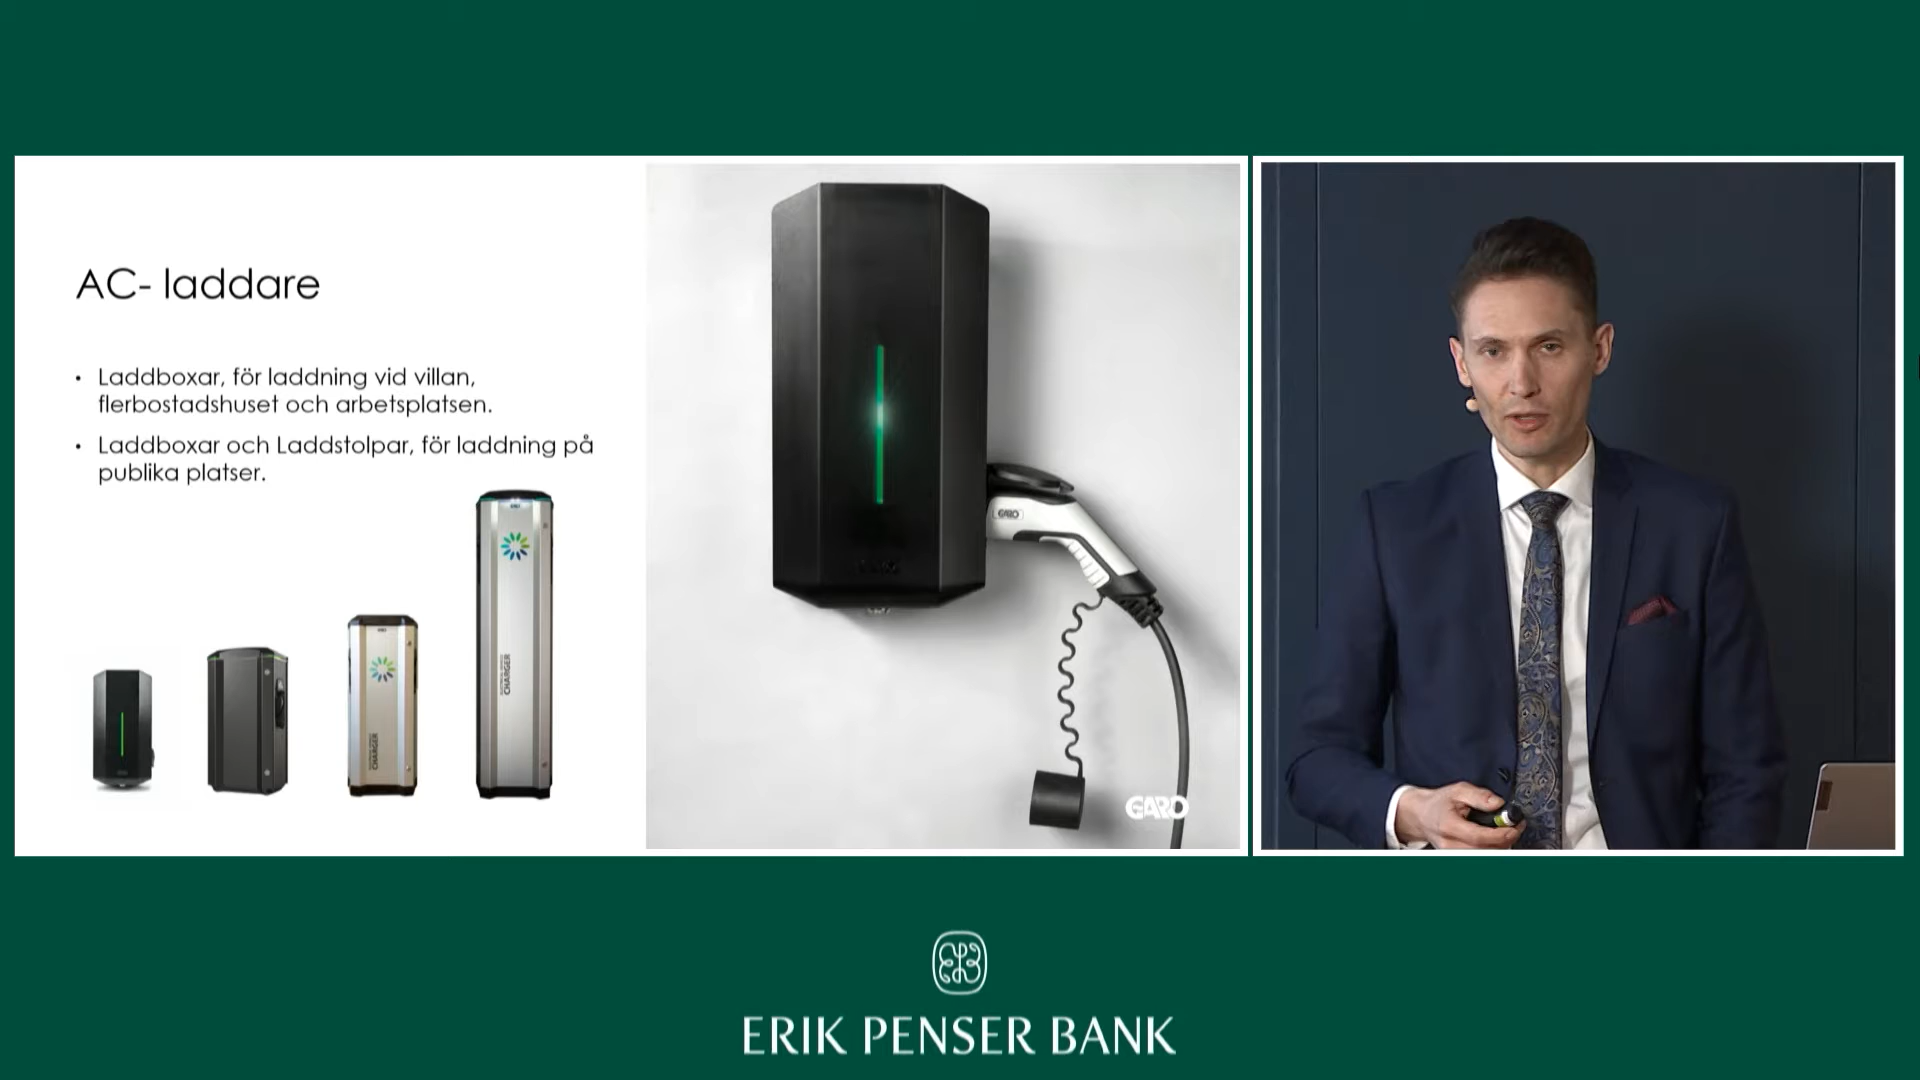 AC- laddare
• Laddboxar, för laddning vid villan,
flerbostadshuset och arbetsplatsen.
• Laddboxar och Laddstolpar, för laddning på
publika platser.
CHARGER
CHARGER
GARO
GARO
ERIK PENSER BANK